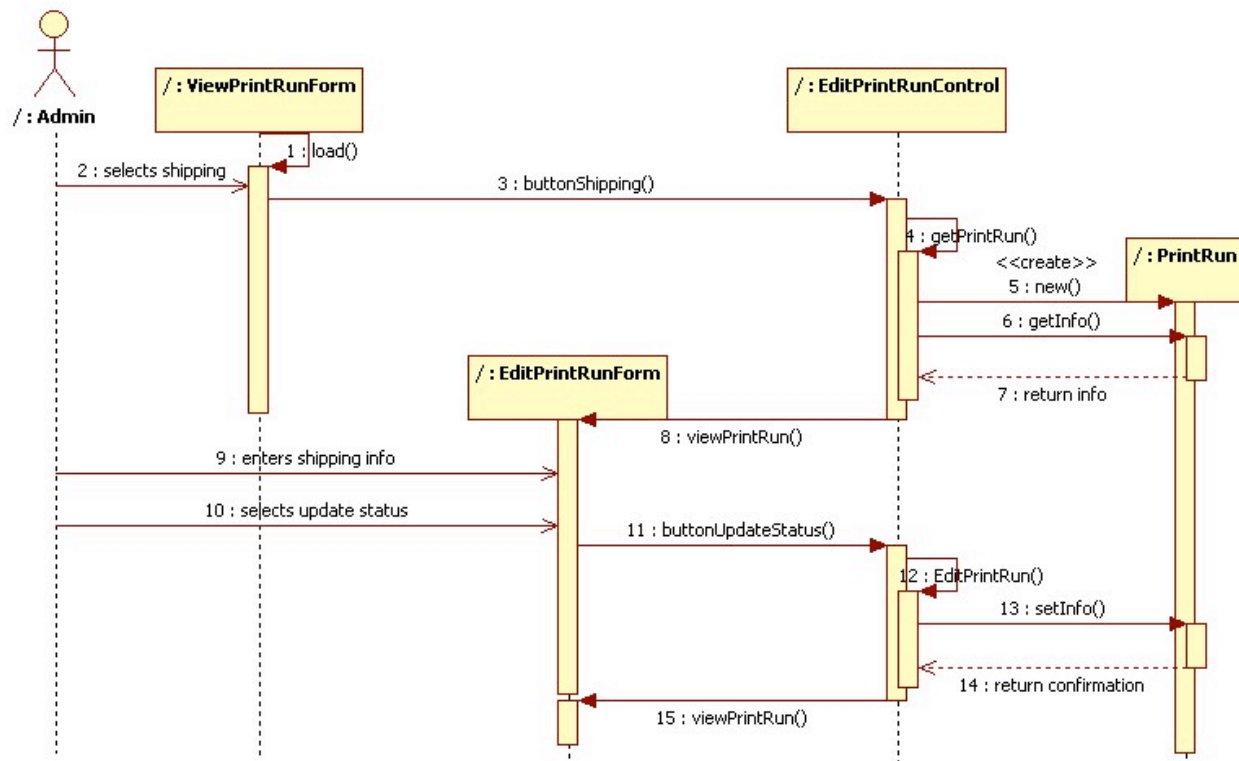 / : Admin
/ : ViewPrintRunForm
/ : EditPrintRunControl
1 : load()
2 : selects shipping
3 : buttonShipping()
4 : getPrintRun()
/ : PrintRun
<<create>>
5 : new()
6 : getInfo()
7 : return info
/ : EditPrintRunForm
8 : viewPrintRun()
9 : enters shipping info
10 : selects update status
11 : buttonUpdateStatus()
12 : EditPrintRun()
13 : setInfo()
14 : return confirmation
15 : viewPrintRun()